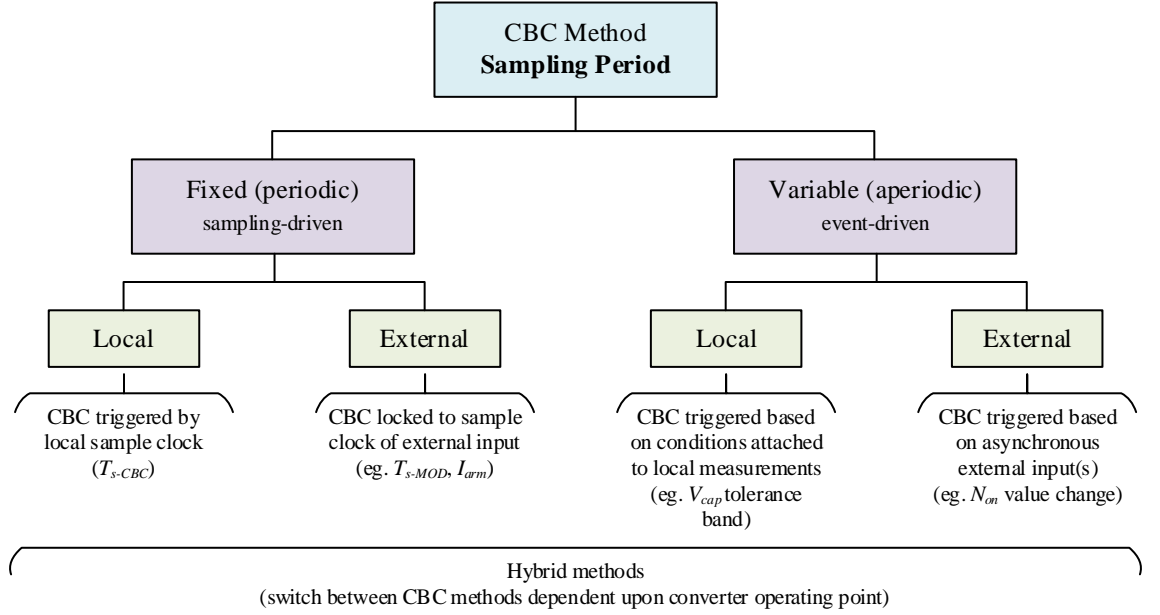 CBC Method
Sampling Period
Fixed (periodic)
sampling-driven
Variable (aperiodic)
event-driven
Local
External
Local
External
CBC triggered by
local sample clock
(Ts-CBC)
CBC locked to sample
clock of external input
(eg. Ts-MOD, Iarm)
CBC triggered based
on conditions attached
to local measurements
(eg. Vcap tolerance
band)
CBC triggered based
on asynchronous
external input(s)
(eg. Non value change)
Hybrid methods
(switch between CBC methods dependent upon converter operating point)